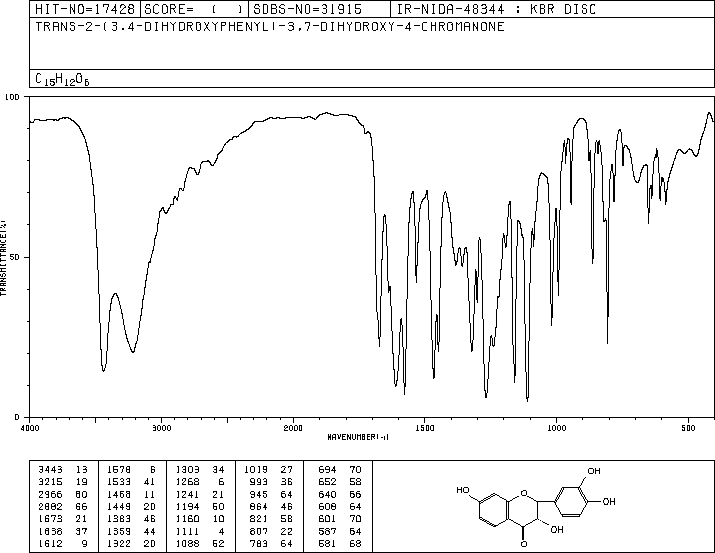 HIT-NO=17428 SCORE= ( ) SDBS-NO=31915 IR-NIDA-48344 : KBR DISC
TRANS-2-(3,4-DIHYDROXYPHENYL)-3,7-DIHYDROXY-4-CHROMANONE
C15H12O6
100
50
0
TRANSMITTANCE(%)
4000 3000 2000 1500 1000 500
WAVENUMBER(-1)
3443 13 1578 6 1303 34 1019 27 694 70
3215 19 1533 41 1268 6 993 36 652 58
2966 60 1468 11 1241 21 945 64 640 66
2882 66 1449 20 1194 50 864 46 608 64
1673 21 1383 46 1160 10 821 58 601 70
1638 37 1359 44 1111 4 807 22 587 64
1612 9 1322 20 1088 52 783 64 581 68
OH
HO O OH
OH
O